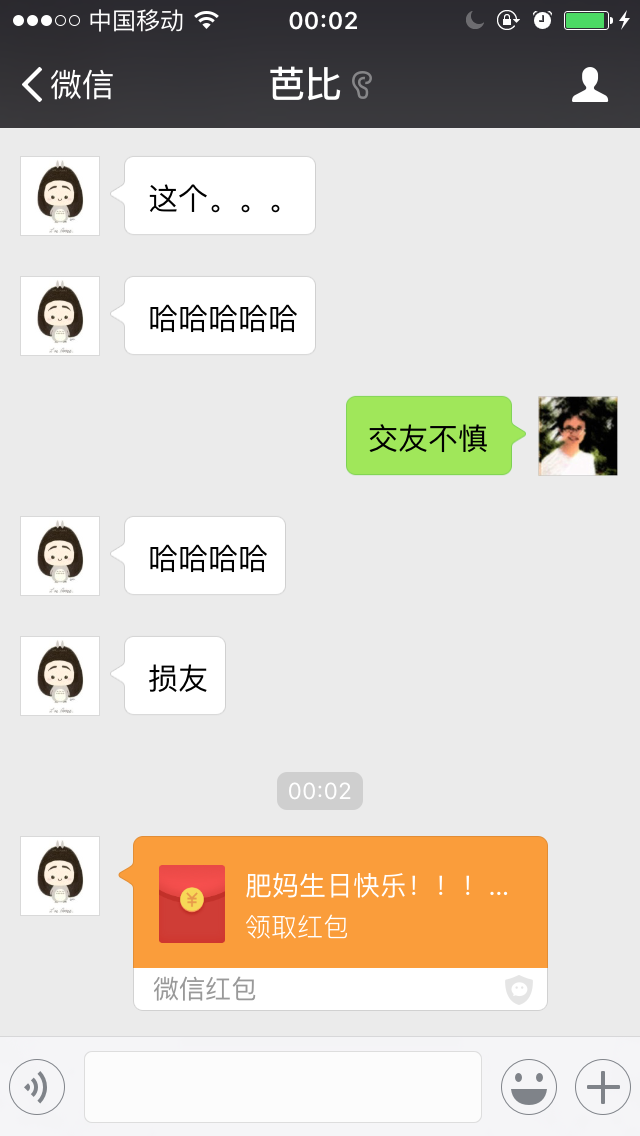 中国移动 00:02
微信 芭比
这个。。。
哈哈哈哈哈
交友不慎
哈哈哈哈
损友
00:02
肥妈生日快乐！！！...
领取红包
微信红包